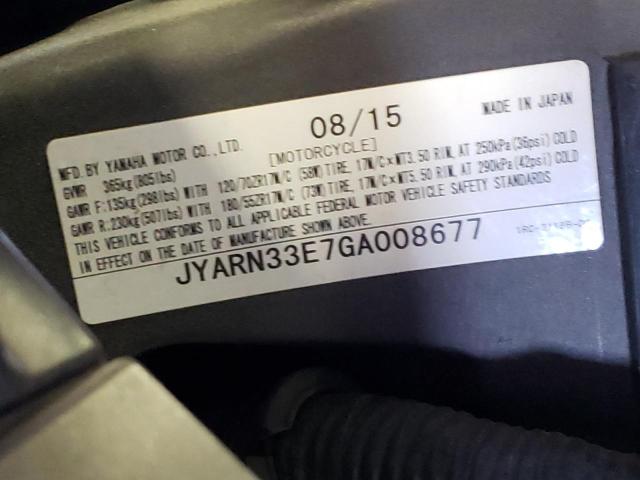 MFD. BY YAMAHA MOTOR CO., LTD. 08/15 MADE IN JAPAN
[MOTORCYCLE]
GVWR 365kg(805lbs)
GAWR F:135kg(298lbs) WITH 120/70ZR17M/C (58W) TIRE, 17M/C×MT3.50 RIM, AT 250kPa(36psi) COLD
GAWR R:230kg(507lbs) WITH 180/55ZR17M/C (73W) TIRE, 17M/C×MT5.50 RIM, AT 290kPa(42psi) COLD
THIS VEHICLE CONFORMS TO ALL APPLICABLE FEDERAL MOTOR VEHICLE SAFETY STANDARDS
IN EFFECT ON THE DATE OF MANUFACTURE SHOWN ABOVE.
JYARN33E7GA008677